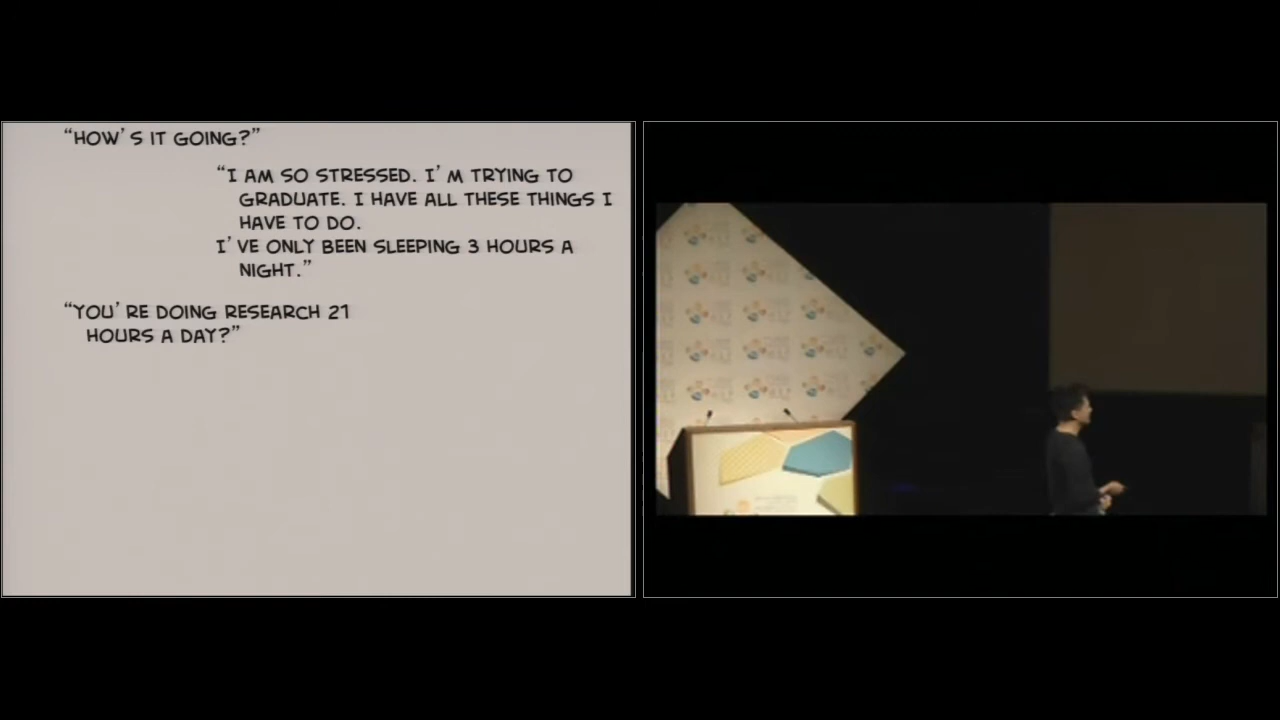 “HOW'S IT GOING?”
“I AM SO STRESSED. I'M TRYING TO
GRADUATE. I HAVE ALL THESE THINGS I
HAVE TO DO.
I'VE ONLY BEEN SLEEPING 3 HOURS A
NIGHT.”
“YOU'RE DOING RESEARCH 21
HOURS A DAY?”